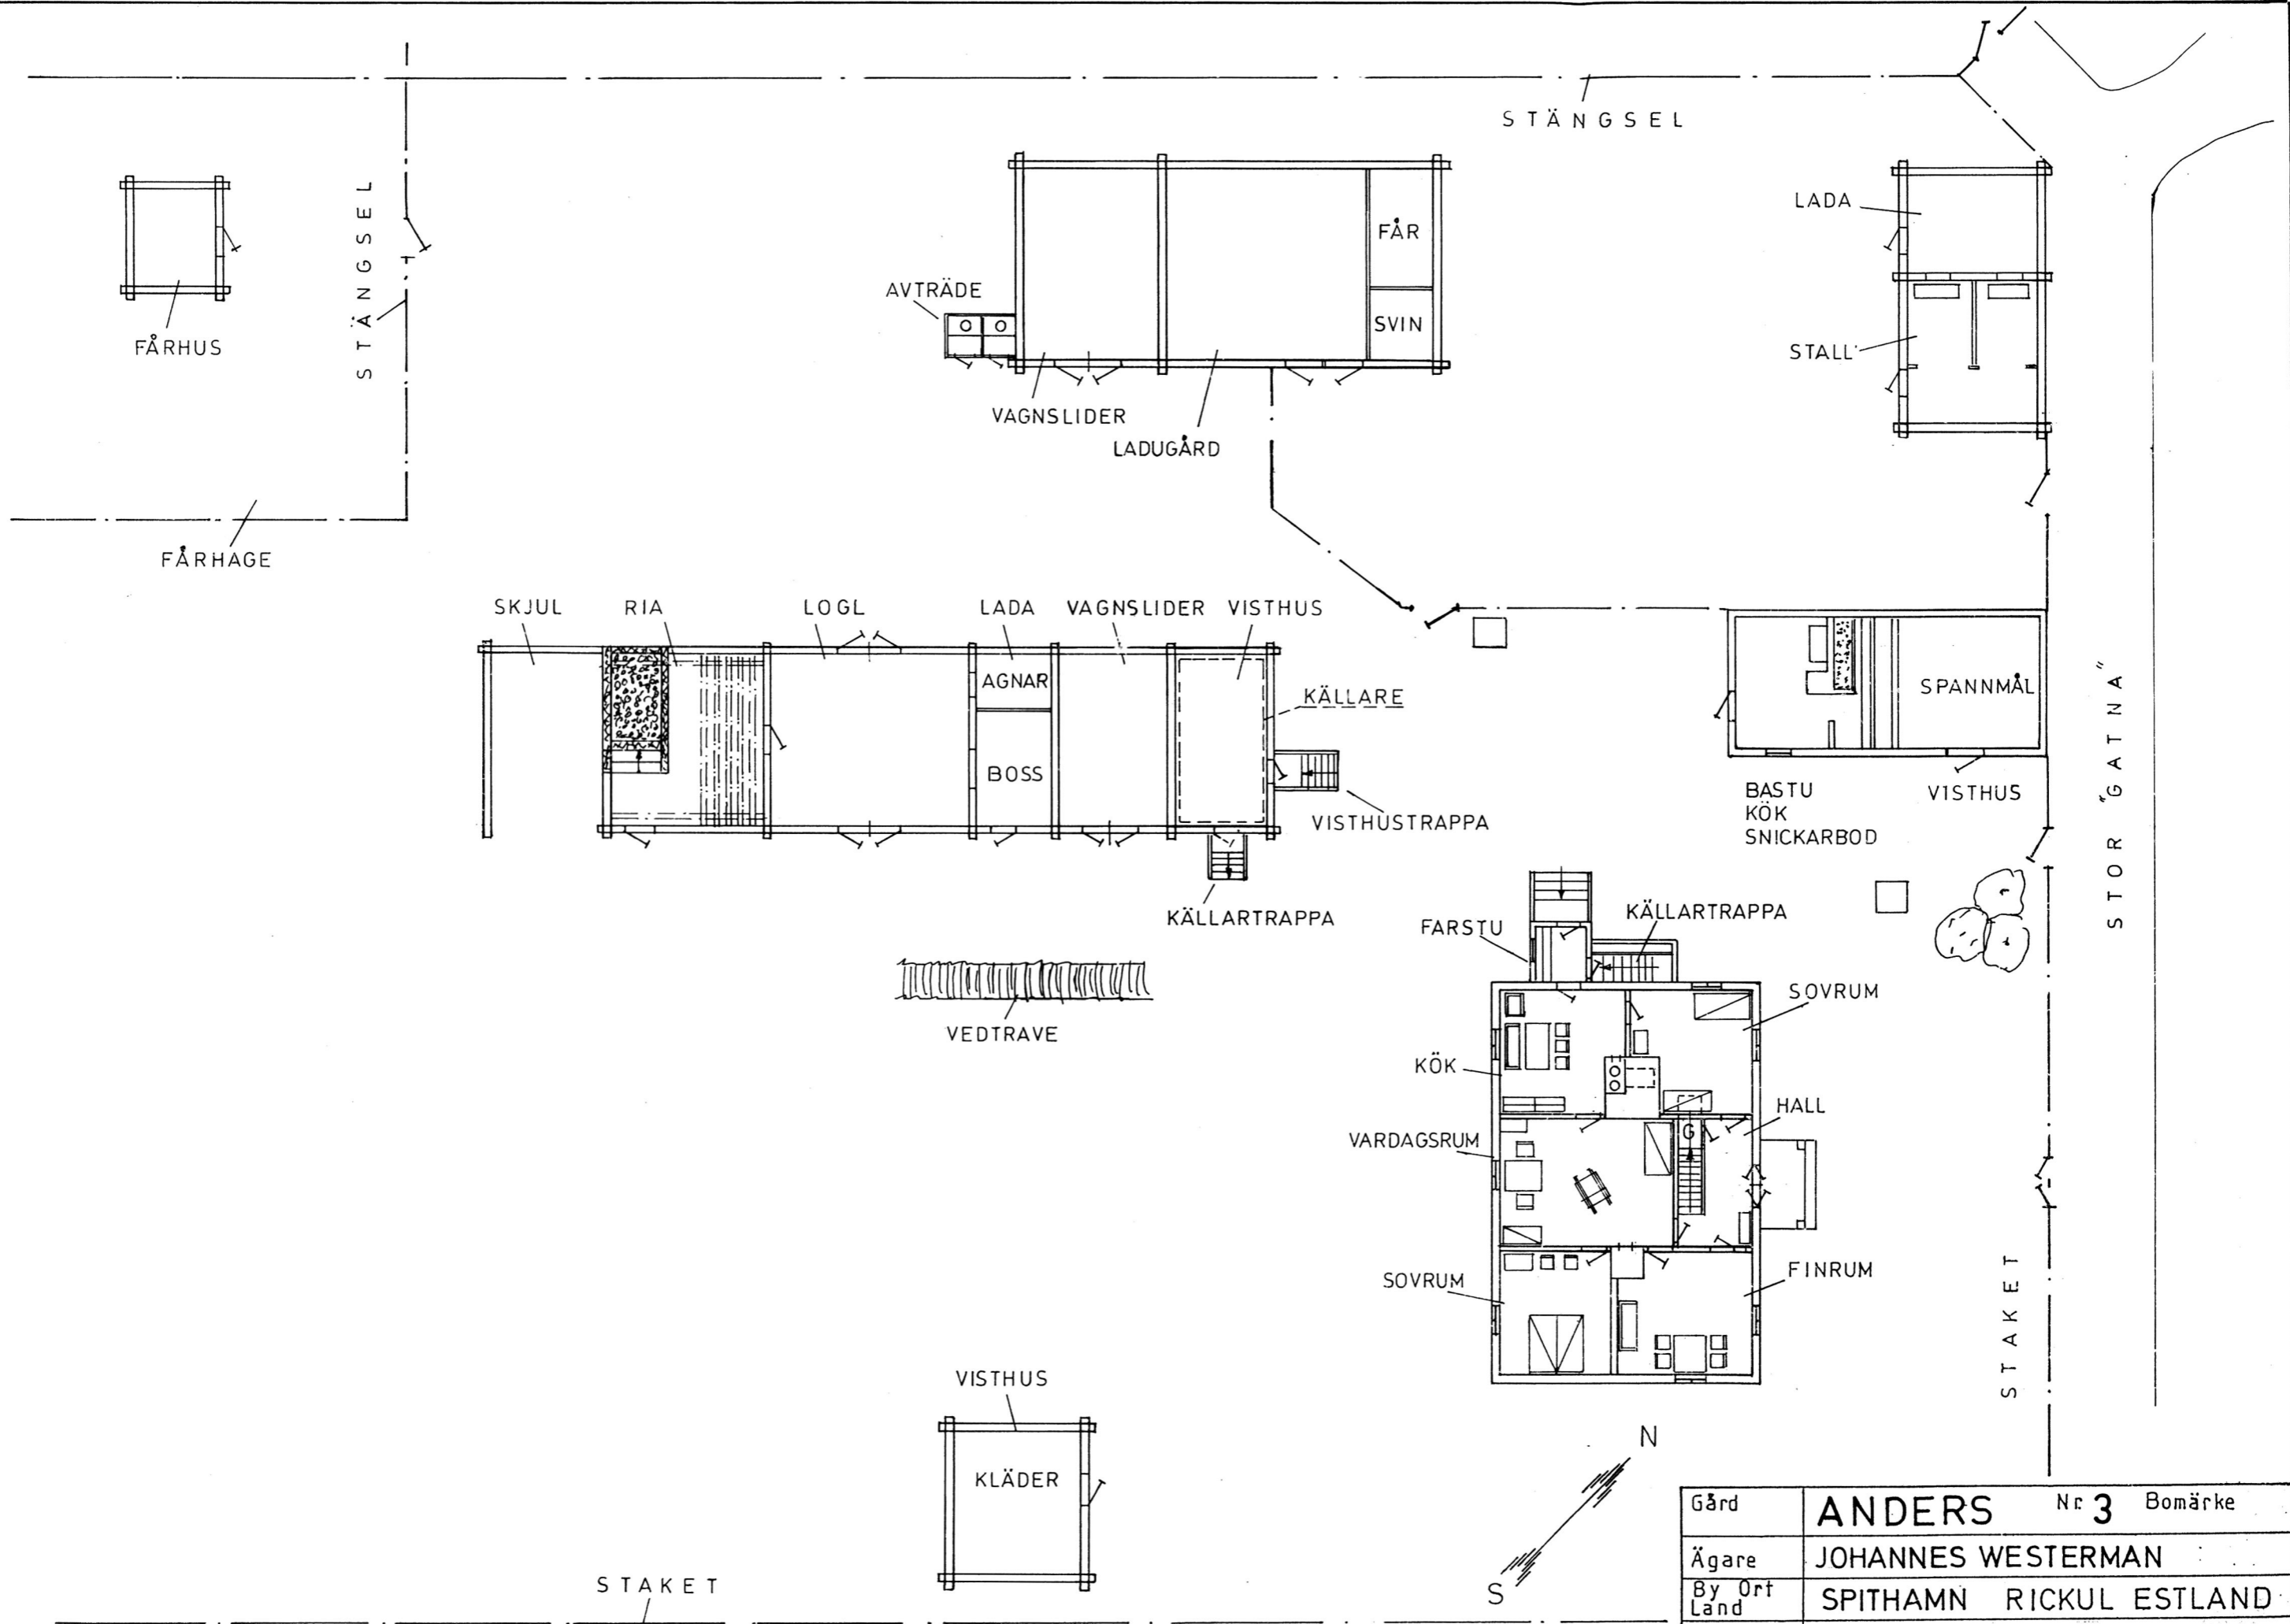 STÄNGSEL
STÄNGSEL
LADA
FÅR
AVTRÄDE
SVIN
FÅRHUS
STALL
VAGNSLIDER
LADUGÅRD
FÅRHAGE
SKJUL RIA LOGL LADA VAGNSLIDER VISTHUS
AGNAR
SPANNMÅL
KÄLLARE
BOSS
STOR "GATNA"
BASTU
KÖK
SNICKARBOD
VISTHUS
VISTHUSTRAPPA
KÄLLARTRAPPA
KÄLLARTRAPPA
FARSTU
SOVRUM
VEDTRAVE
KÖK
HALL
G
VARDAGSRUM
FINRUM
SOVRUM
STAKET
VISTHUS
KLÄDER
N
S
STAKET
Gård ANDERS Nr. 3 Bomärke
Ägare JOHANNES WESTERMAN
By Ort
Land SPITHAMN RICKUL ESTLAND